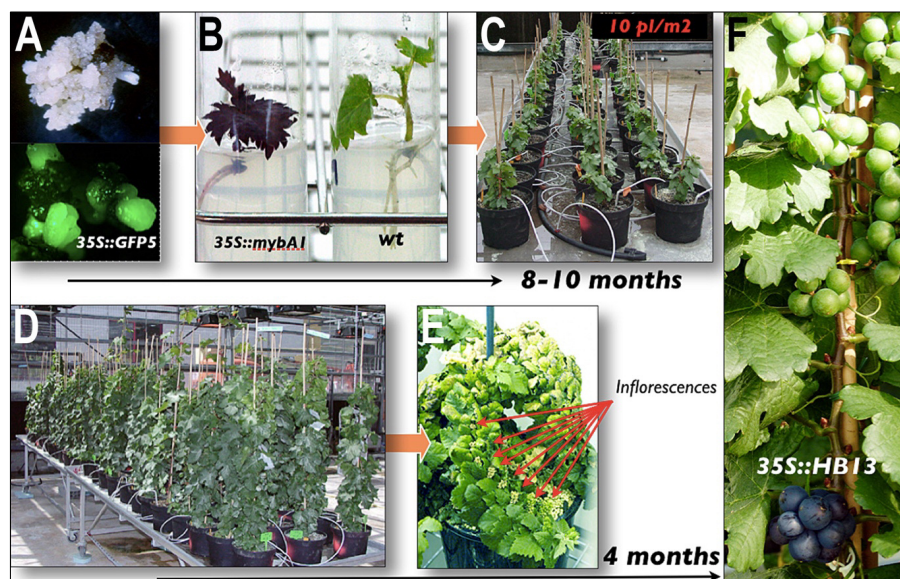 A
B
C
10 pl/m2
F
35S::GFP5
35S::mybA1
wt
8-10 months
D
E
Inflorescences
35S::HB13
4 months